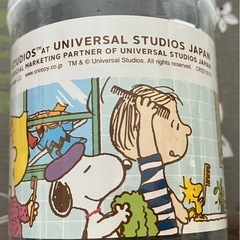 STUDIOS™ AT UNIVERSAL STUDIOS JAPAN
MARKETING PARTNER OF UNIVERSAL STUDIOS JAPAN
www.snoopy.co.jp TM & © Universal Studios. All rights reserved.